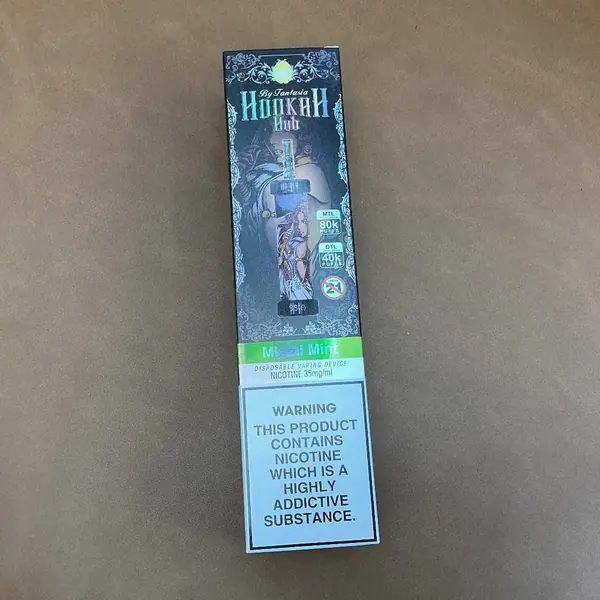 By Fantasia
HOOKAH
Hub
MTL
80k
PUFFS
DTL
40k
PUFFS
21
Miami Mint
DISPOSABLE VAPING DEVICE
NICOTINE 35mg/ml
WARNING
THIS PRODUCT
CONTAINS
NICOTINE
WHICH IS A
HIGHLY
ADDICTIVE
SUBSTANCE.